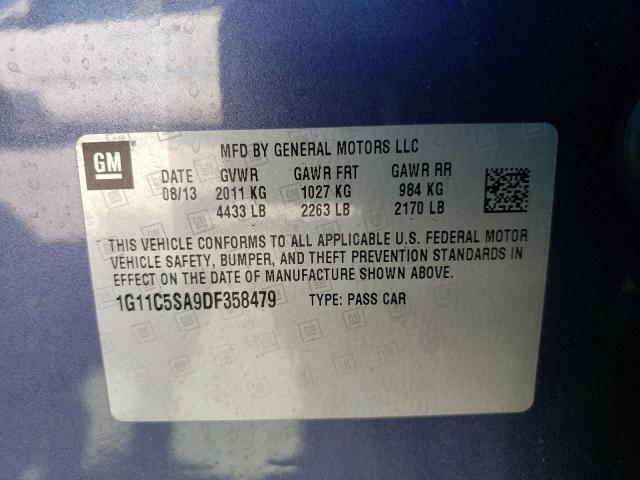 GM
MFD BY GENERAL MOTORS LLC
DATE GVWR GAWR FRT GAWR RR
08/13 2011 KG 1027 KG 984 KG
4433 LB 2263 LB 2170 LB
THIS VEHICLE CONFORMS TO ALL APPLICABLE U.S. FEDERAL MOTOR
VEHICLE SAFETY, BUMPER, AND THEFT PREVENTION STANDARDS IN
EFFECT ON THE DATE OF MANUFACTURE SHOWN ABOVE.
1G11C5SA9DF358479 TYPE: PASS CAR